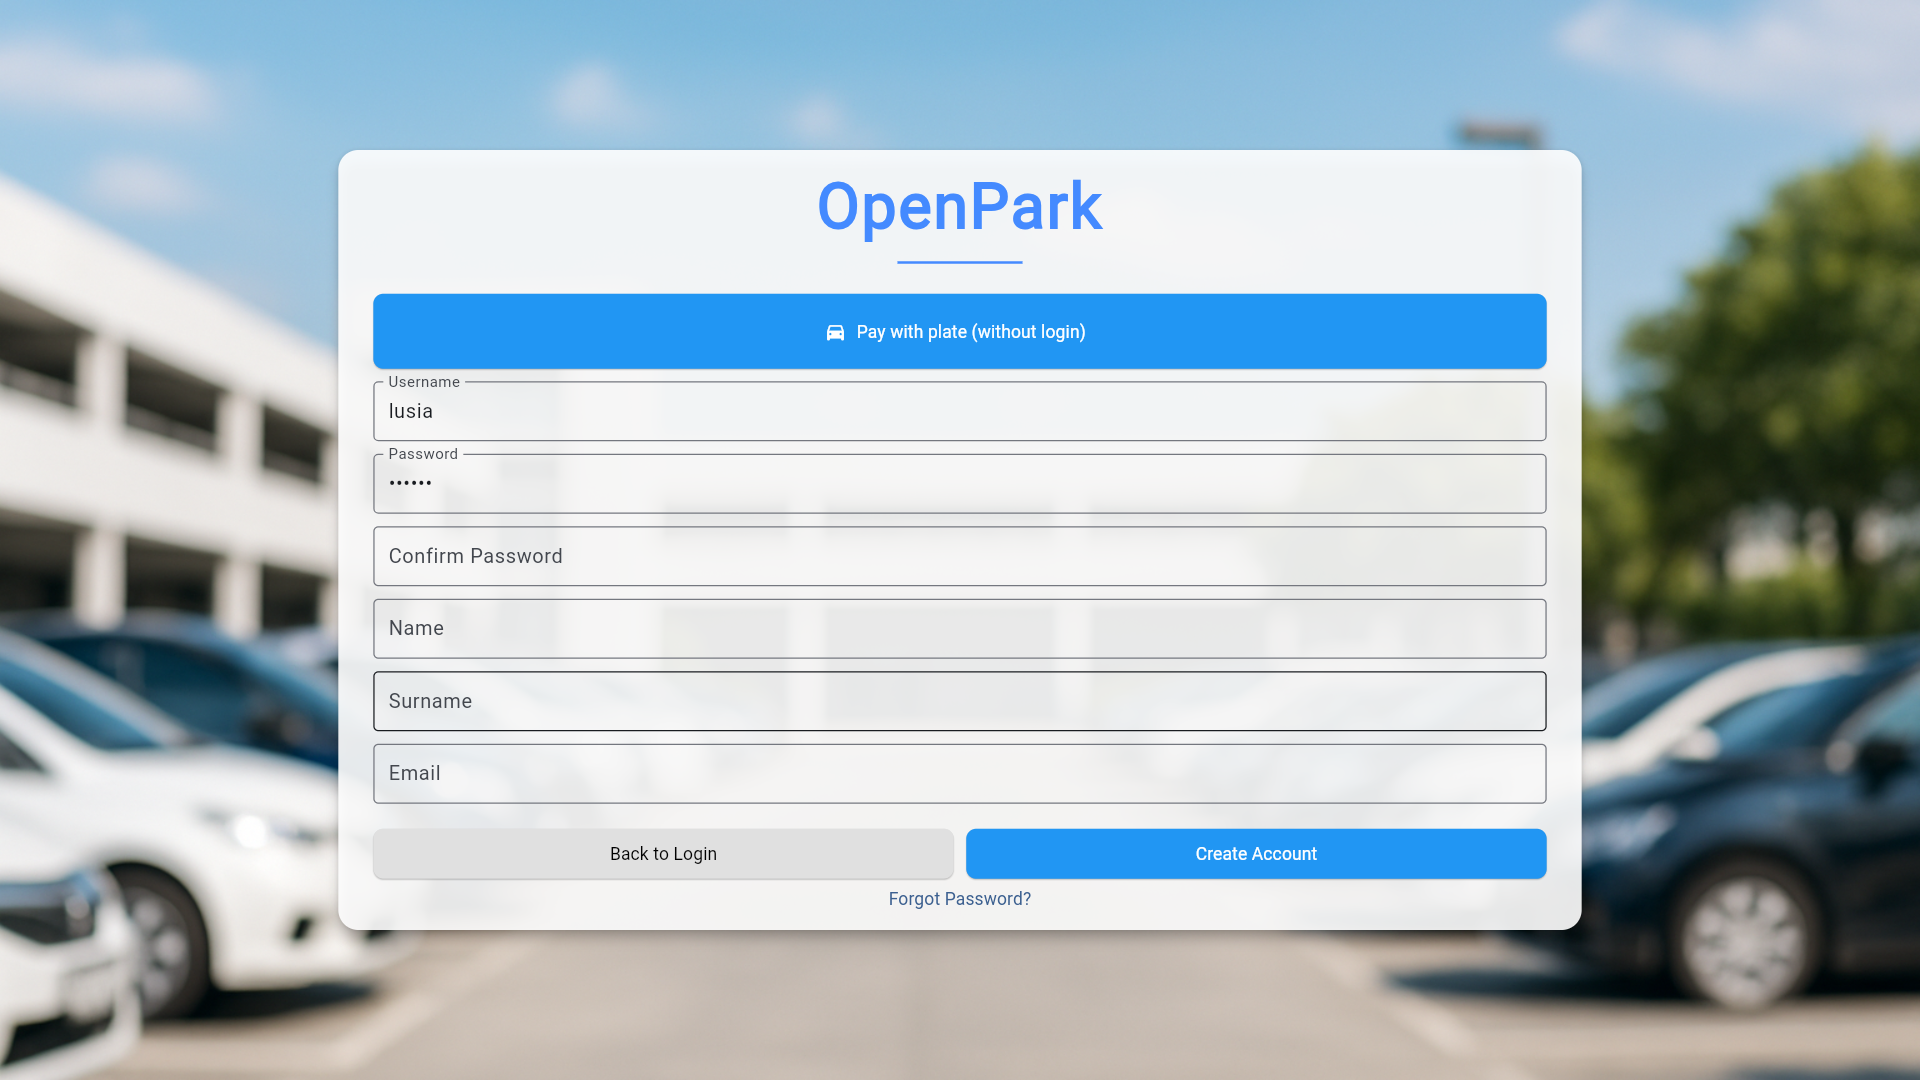 OpenPark
Pay with plate (without login)
Username
lusia
Password
••••••
Confirm Password
Name
Surname
Email
Back to Login
Create Account
Forgot Password?